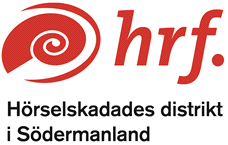 hrf.
Hörselskadades distrikt
i Södermanland